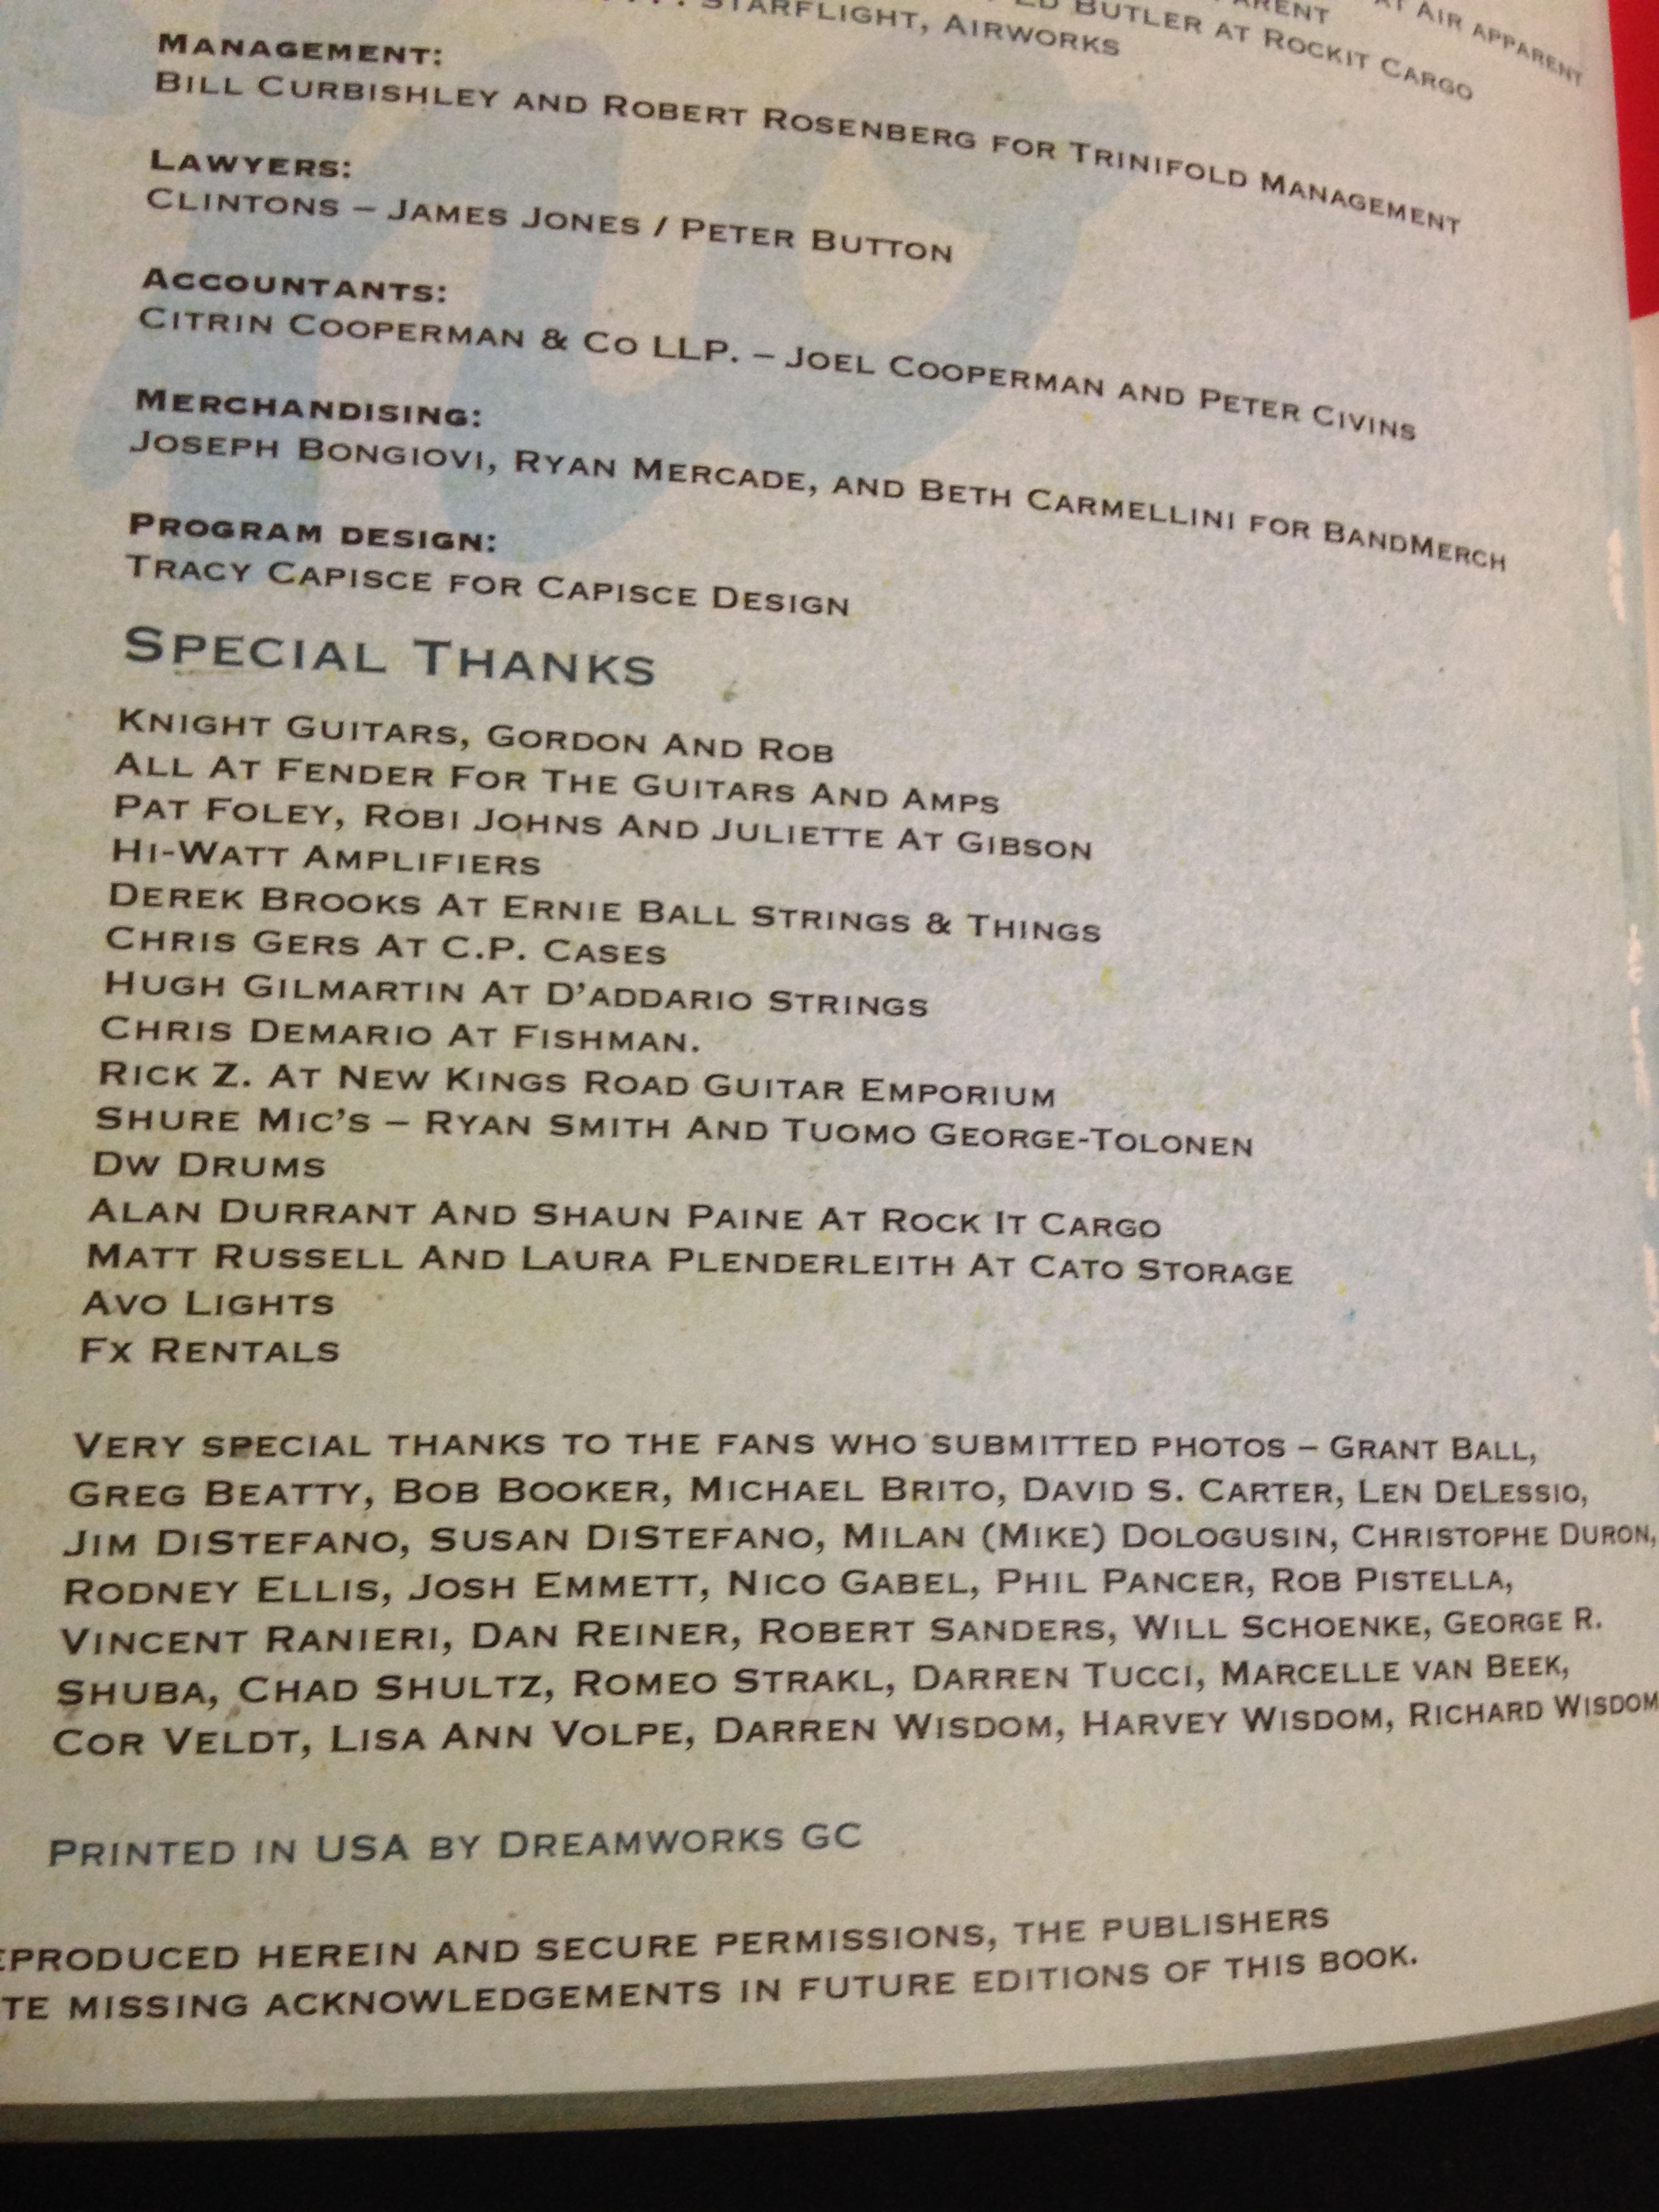 AT AIR APPARENT
BUTLER AT ROCKIT CARGO
STARFLIGHT, AIRWORKS
MANAGEMENT:
BILL CURBISHLEY AND ROBERT ROSENBERG FOR TRINIFOLD MANAGEMENT
LAWYERS:
CLINTONS – JAMES JONES / PETER BUTTON
ACCOUNTANTS:
CITRIN COOPERMAN & CO LLP. – JOEL COOPERMAN AND PETER CIVINS
MERCHANDISING:
JOSEPH BONGIOVI, RYAN MERCADE, AND BETH CARMELLINI FOR BANDMERCH
PROGRAM DESIGN:
TRACY CAPISCE FOR CAPISCE DESIGN
SPECIAL THANKS
KNIGHT GUITARS, GORDON AND ROB
ALL AT FENDER FOR THE GUITARS AND AMPS
PAT FOLEY, ROBI JOHNS AND JULIETTE AT GIBSON
HI-WATT AMPLIFIERS
DEREK BROOKS AT ERNIE BALL STRINGS & THINGS
CHRIS GERS AT C.P. CASES
HUGH GILMARTIN AT D'ADDARIO STRINGS
CHRIS DEMARIO AT FISHMAN.
RICK Z. AT NEW KINGS ROAD GUITAR EMPORIUM
SHURE MIC'S – RYAN SMITH AND TUOMO GEORGE-TOLONEN
DW DRUMS
ALAN DURRANT AND SHAUN PAINE AT ROCK IT CARGO
MATT RUSSELL AND LAURA PLENDERLEITH AT CATO STORAGE
AVO LIGHTS
FX RENTALS
VERY SPECIAL THANKS TO THE FANS WHO SUBMITTED PHOTOS – GRANT BALL,
GREG BEATTY, BOB BOOKER, MICHAEL BRITO, DAVID S. CARTER, LEN DELESSIO,
JIM DISTEFANO, SUSAN DISTEFANO, MILAN (MIKE) DOLOGUSIN, CHRISTOPHE DURON,
RODNEY ELLIS, JOSH EMMETT, NICO GABEL, PHIL PANCER, ROB PISTELLA,
VINCENT RANIERI, DAN REINER, ROBERT SANDERS, WILL SCHOENKE, GEORGE R.
SHUBA, CHAD SHULTZ, ROMEO STRAKL, DARREN TUCCI, MARCELLE VAN BEEK,
COR VELDT, LISA ANN VOLPE, DARREN WISDOM, HARVEY WISDOM, RICHARD WISDOM
PRINTED IN USA BY DREAMWORKS GC
EPRODUCED HEREIN AND SECURE PERMISSIONS, THE PUBLISHERS
TE MISSING ACKNOWLEDGEMENTS IN FUTURE EDITIONS OF THIS BOOK.